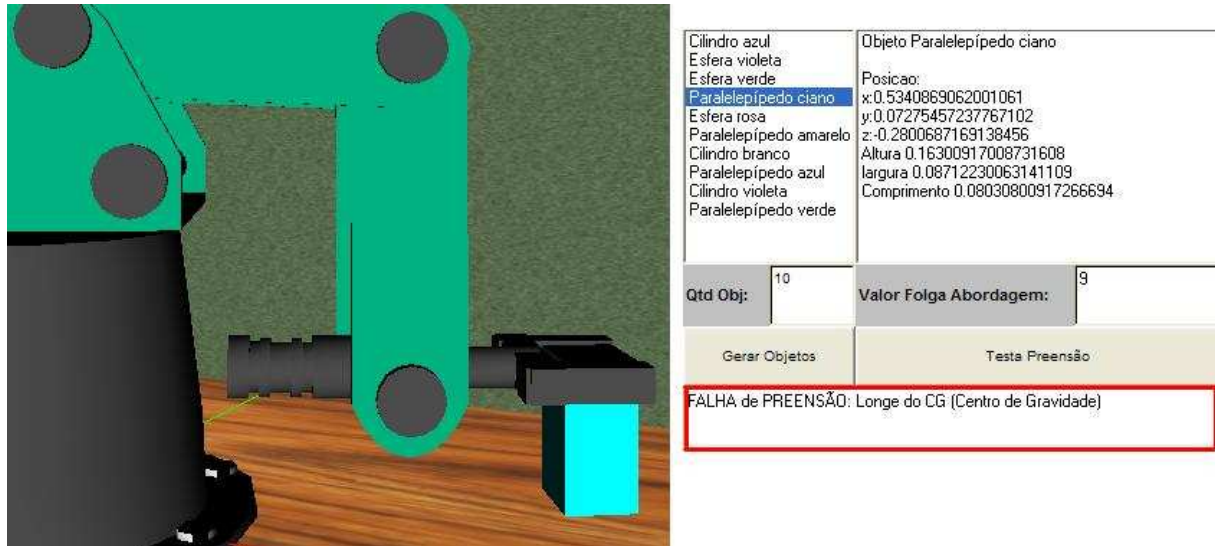 Cilindro azul
Esfera violeta
Esfera verde
Paralelepípedo ciano
Esfera rosa
Paralelepípedo amarelo
Cilindro branco
Paralelepípedo azul
Cilindro violeta
Paralelepípedo verde
Objeto Paralelepípedo ciano
Posicao:
x:0.5340869062001061
y:0.07275457237767102
z:-0.2800687169138456
Altura 0.16300917008731608
largura 0.08712230063141109
Comprimento 0.08030800917266694
Qtd Obj: 10 Valor Folga Abordagem: 9
Gerar Objetos Testa Preensão
FALHA de PREENSÃO: Longe do CG (Centro de Gravidade)